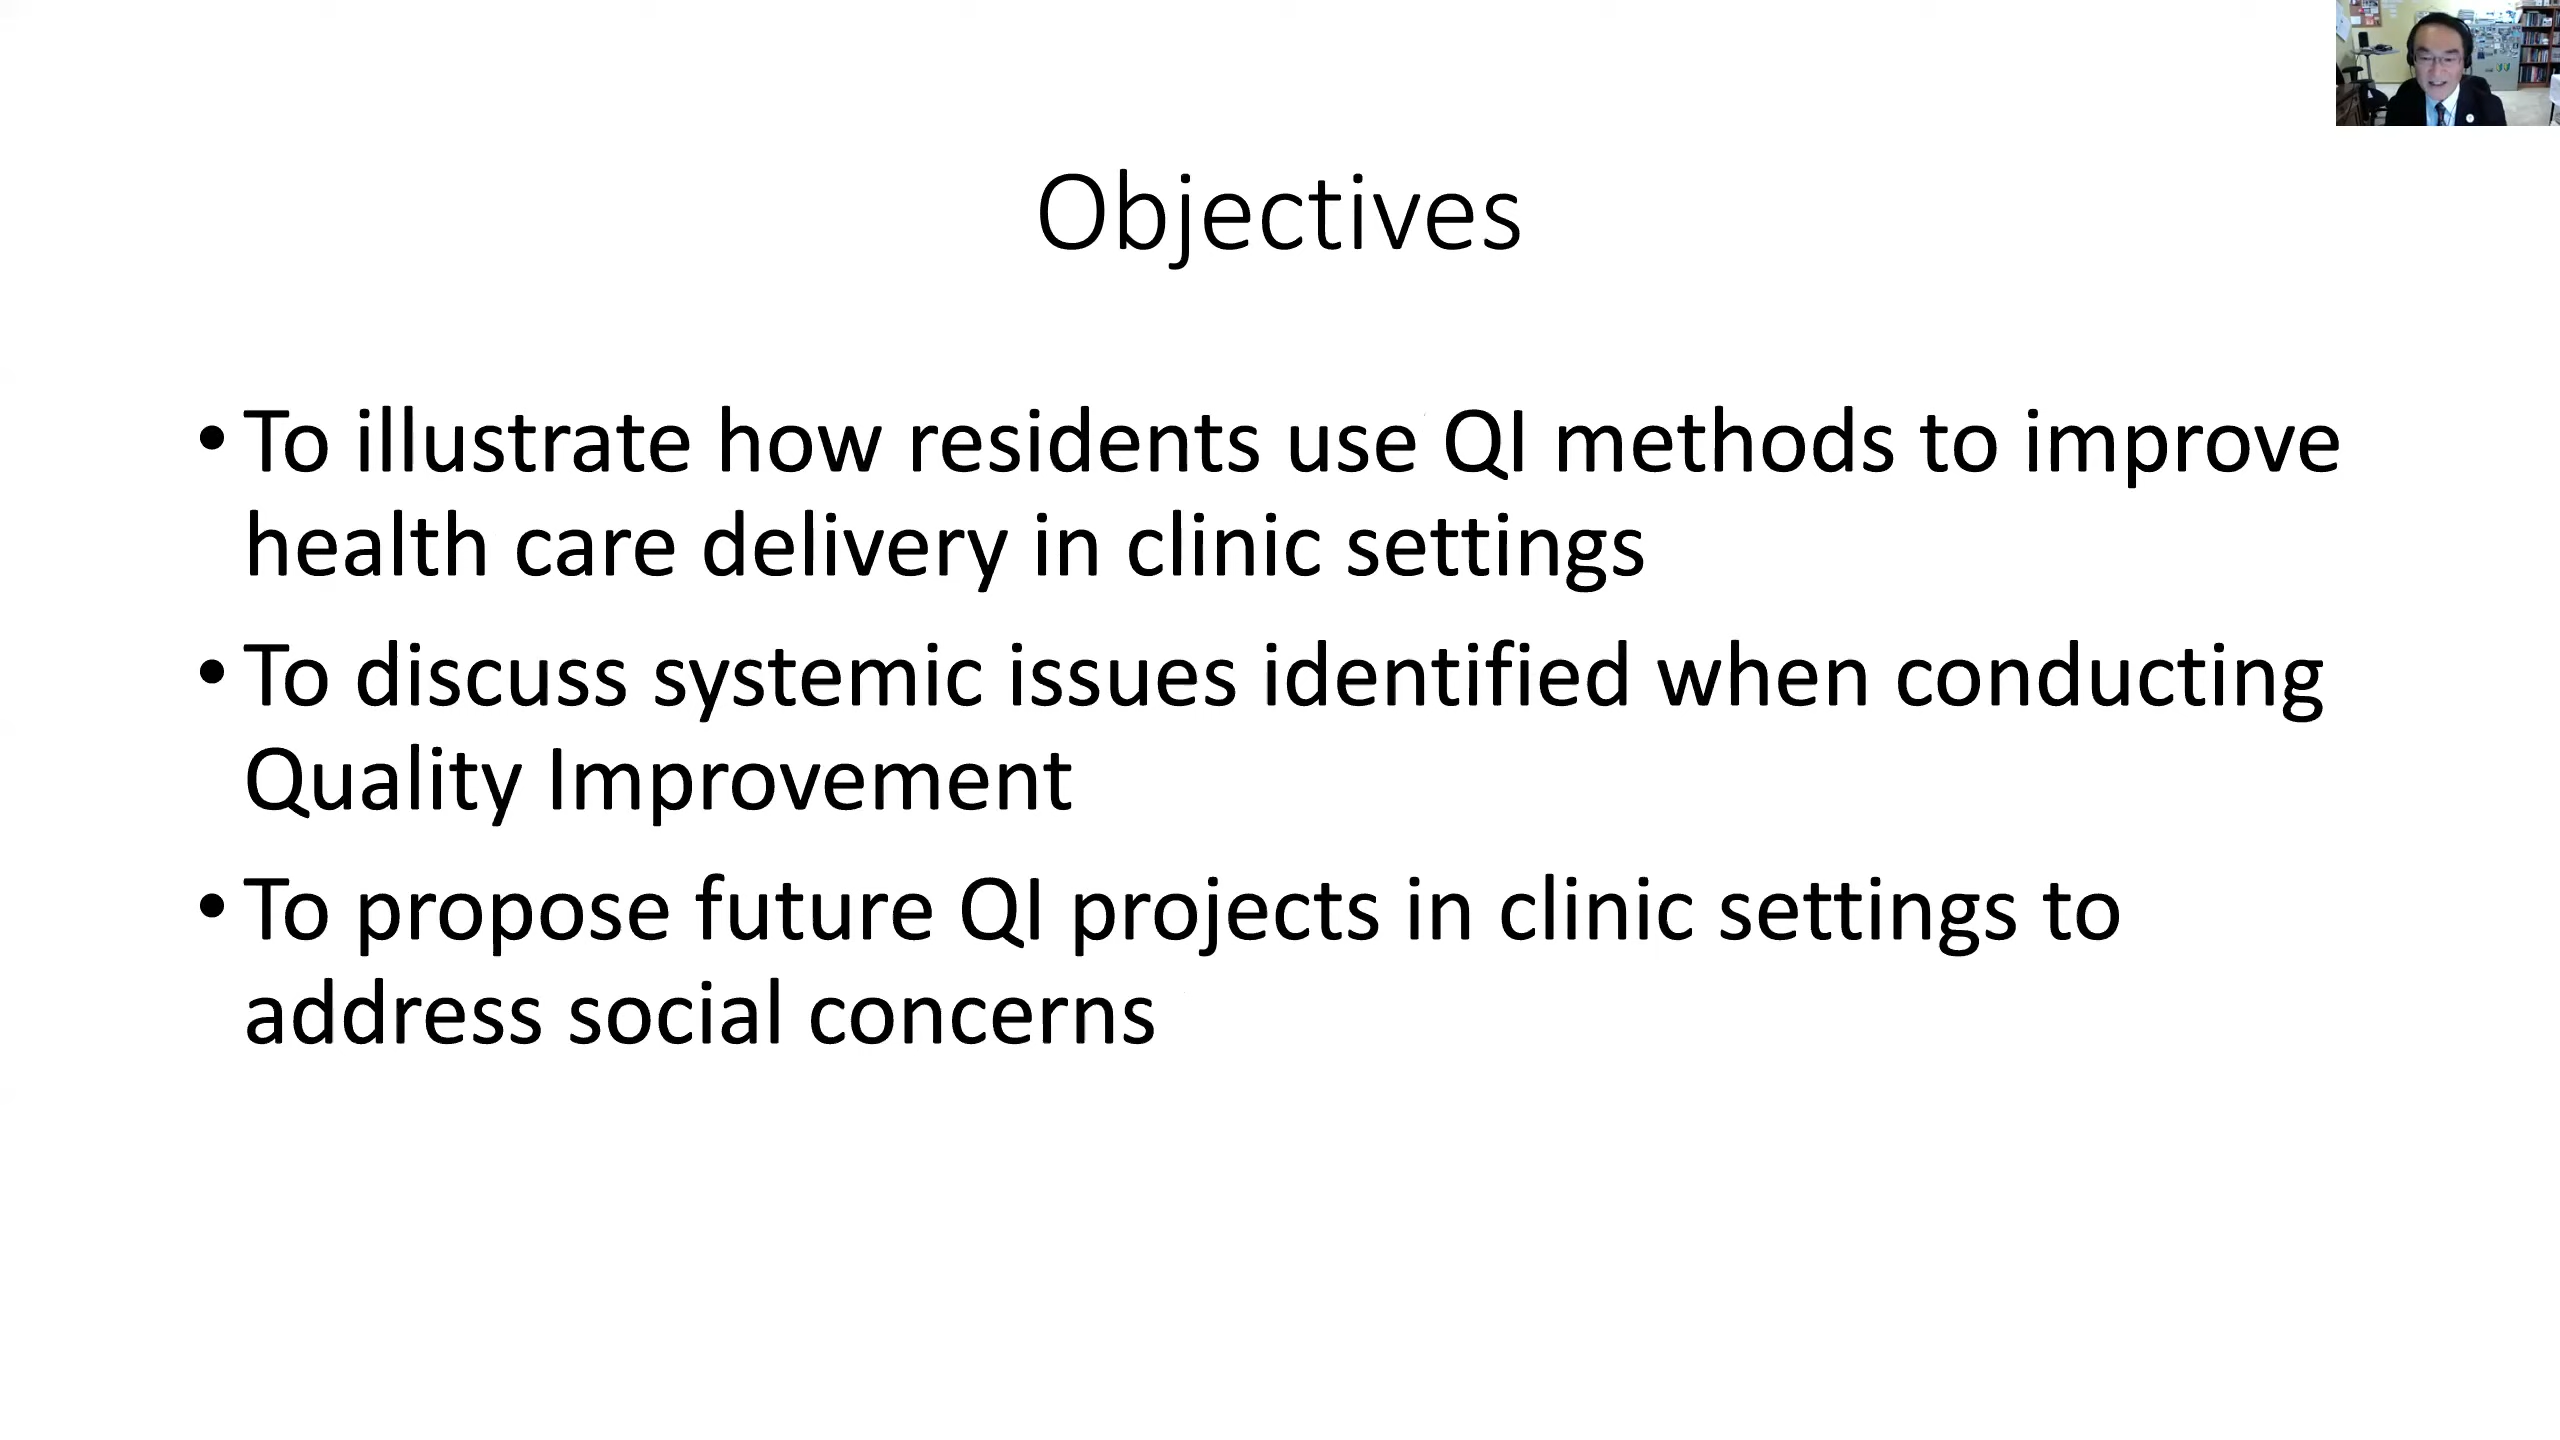 Objectives
• To illustrate how residents use QI methods to improve
health care delivery in clinic settings
• To discuss systemic issues identified when conducting
Quality Improvement
• To propose future QI projects in clinic settings to
address social concerns